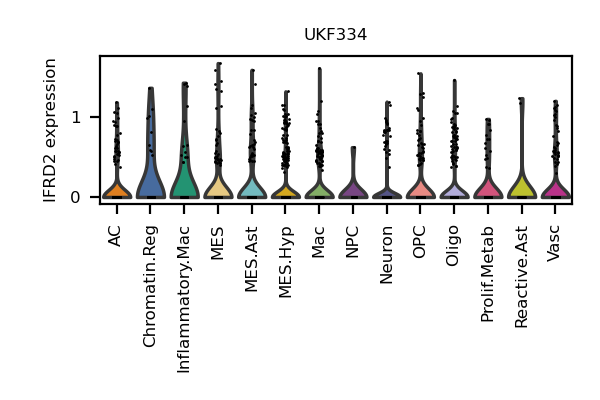 UKF334
IFRD2 expression
1
0
AC
Chromatin.Reg
Inflammatory.Mac
MES
MES.Ast
MES.Hyp
Mac
NPC
Neuron
OPC
Oligo
Prolif.Metab
Reactive.Ast
Vasc